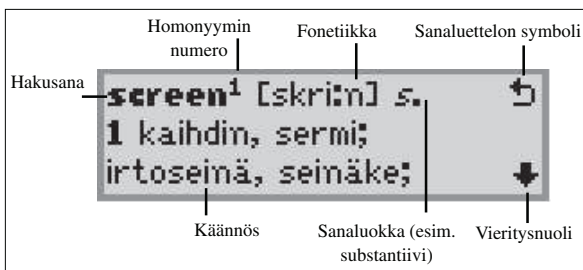 Homonyymin
numero
Fonetiikka
Sanaluettelon symboli
Hakusana
screen¹ [skri:n] s.
1 kaihdin, sermi;
irtoseinä, seinäke;
Käännös
Sanaluokka (esim.
substantiivi)
Vieritysnuoli